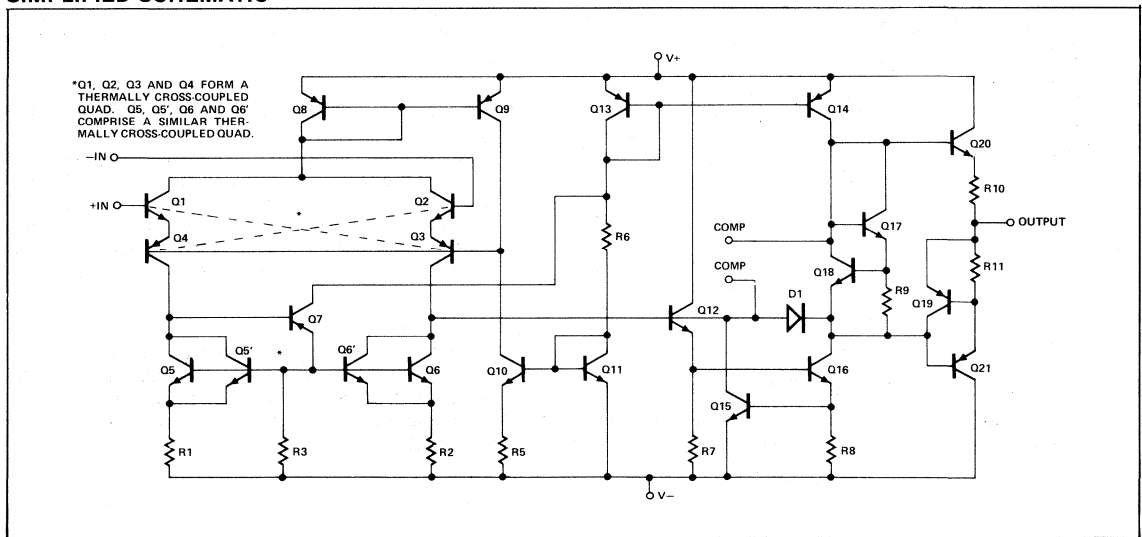 *Q1, Q2, Q3 AND Q4 FORM A
THERMALLY CROSS-COUPLED
QUAD. Q5, Q5', Q6 AND Q6'
COMPRISE A SIMILAR THER-
MALLY CROSS-COUPLED QUAD.
V+
Q8
Q9
Q13
Q14
Q20
–IN
+IN
Q1
*
Q2
Q4
Q3
R6
COMP
COMP
Q17
Q18
D1
R9
R10
OUTPUT
R11
Q19
Q12
Q7
Q5
Q5'
*
Q6'
Q6
Q10
Q11
Q15
Q16
Q21
R1
R3
R2
R5
R7
R8
V–